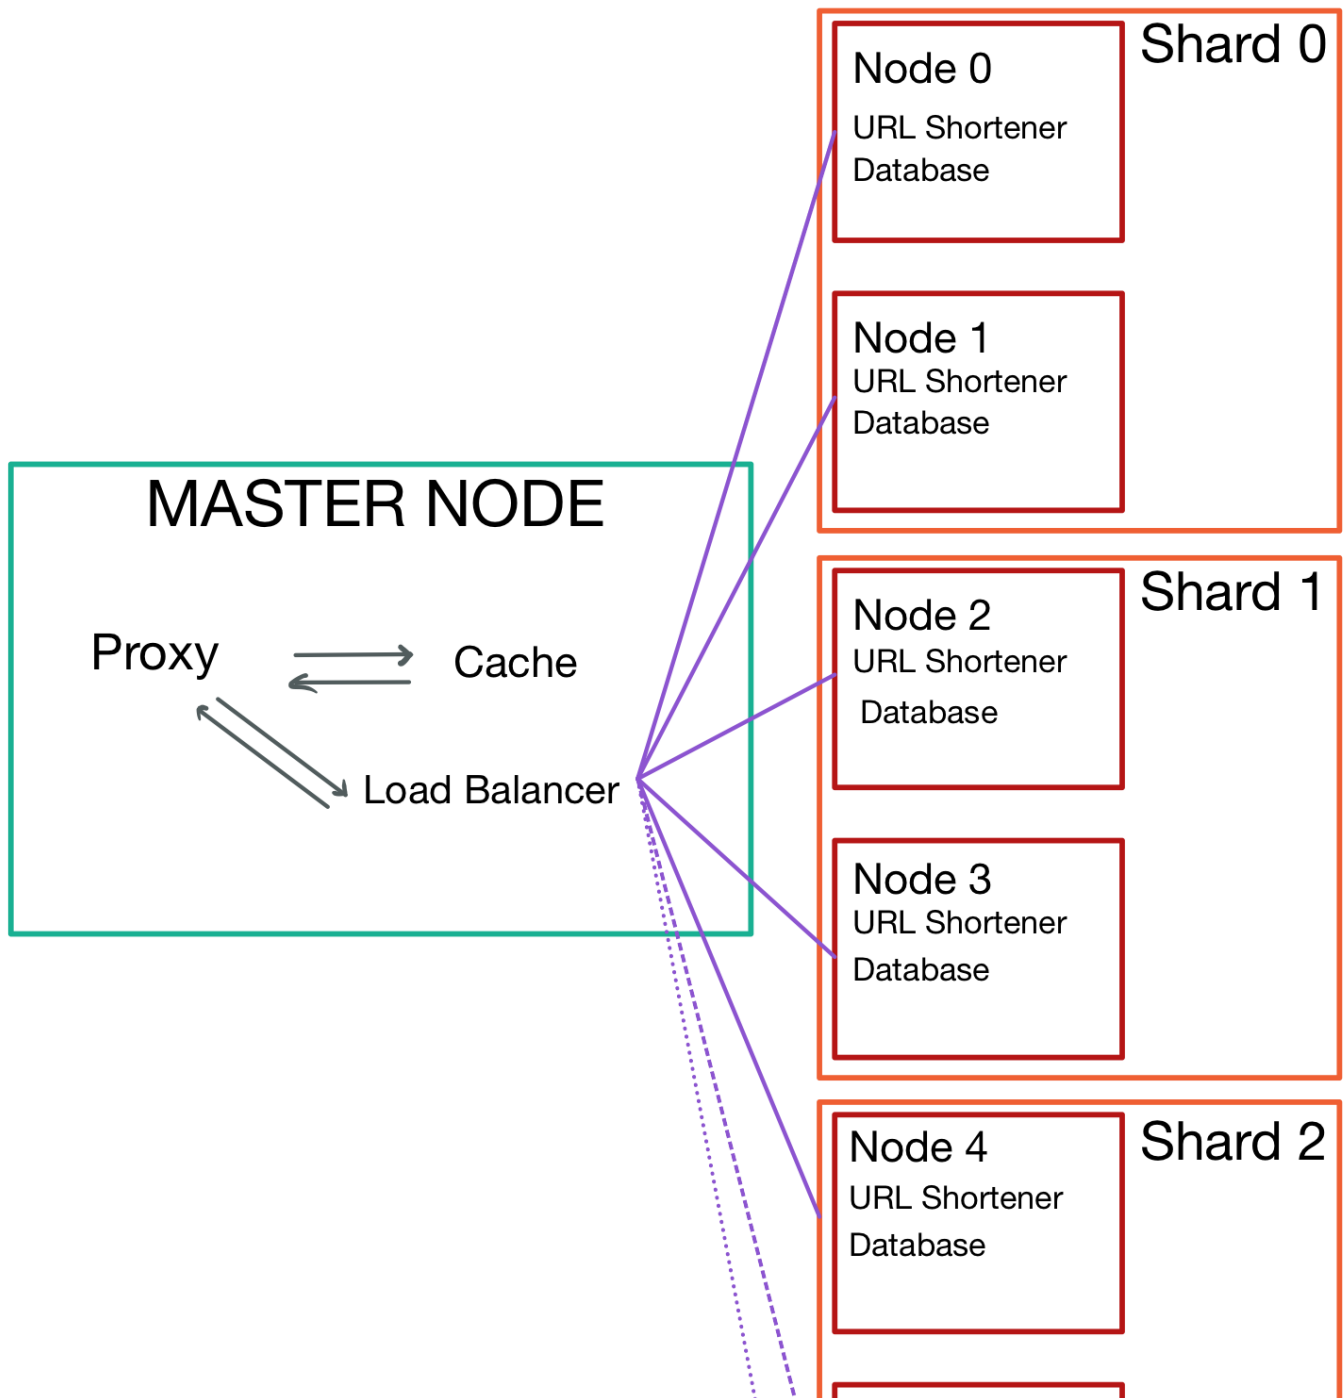 MASTER NODE
Proxy
Cache
Load Balancer
Shard 0
Node 0
URL Shortener
Database
Node 1
URL Shortener
Database
Shard 1
Node 2
URL Shortener
Database
Node 3
URL Shortener
Database
Shard 2
Node 4
URL Shortener
Database